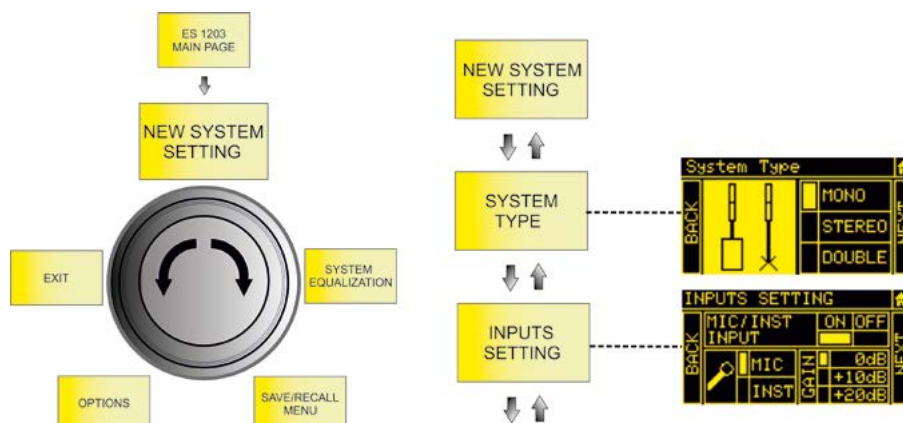 ES 1203
MAIN PAGE
NEW SYSTEM
SETTING
EXIT
SYSTEM
EQUALIZATION
OPTIONS
SAVE/RECALL
MENU
NEW SYSTEM
SETTING
SYSTEM
TYPE
INPUTS
SETTING
System Type
BACK
MONO
STEREO
DOUBLE
NEXT
INPUTS SETTING
BACK
MIC/INST
INPUT
ON OFF
MIC
INST
GAIN
0dB
+10dB
+20dB
NEXT